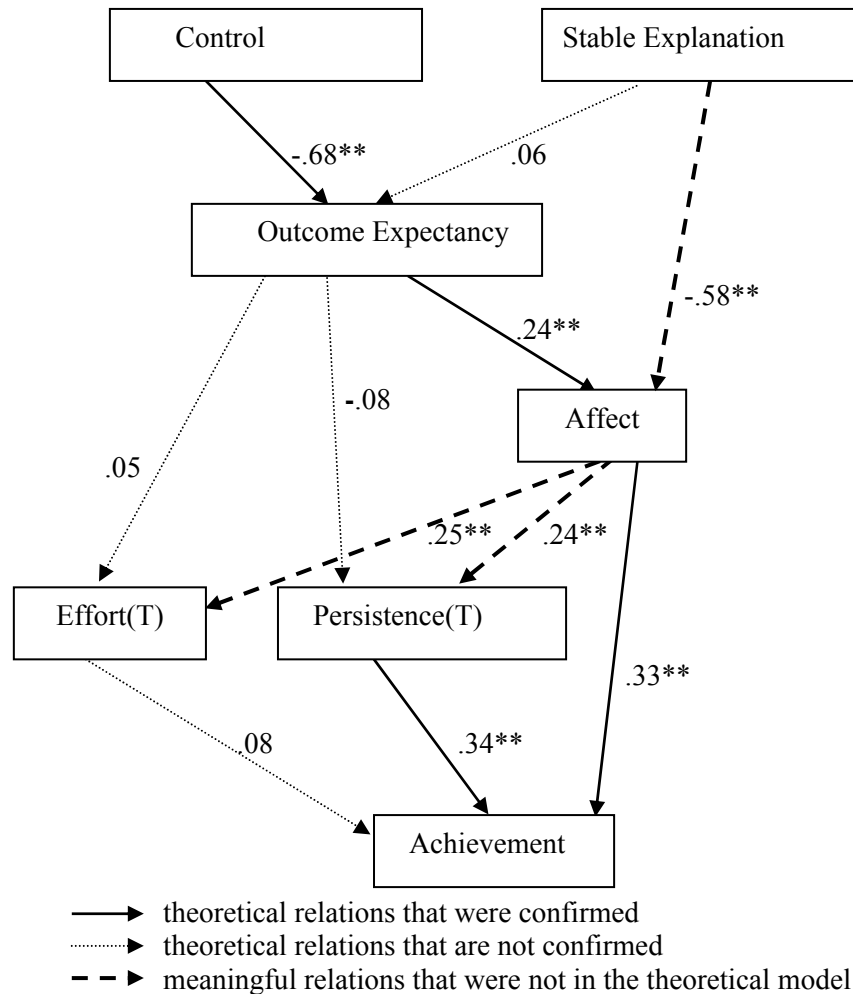 Control
Stable Explanation
-.68**
.06
Outcome Expectancy
-.58**
.24**
-.08
Affect
.05
.25**
.24**
Effort(T)
Persistence(T)
.33**
.08
.34**
Achievement
theoretical relations that were confirmed
theoretical relations that are not confirmed
meaningful relations that were not in the theoretical model